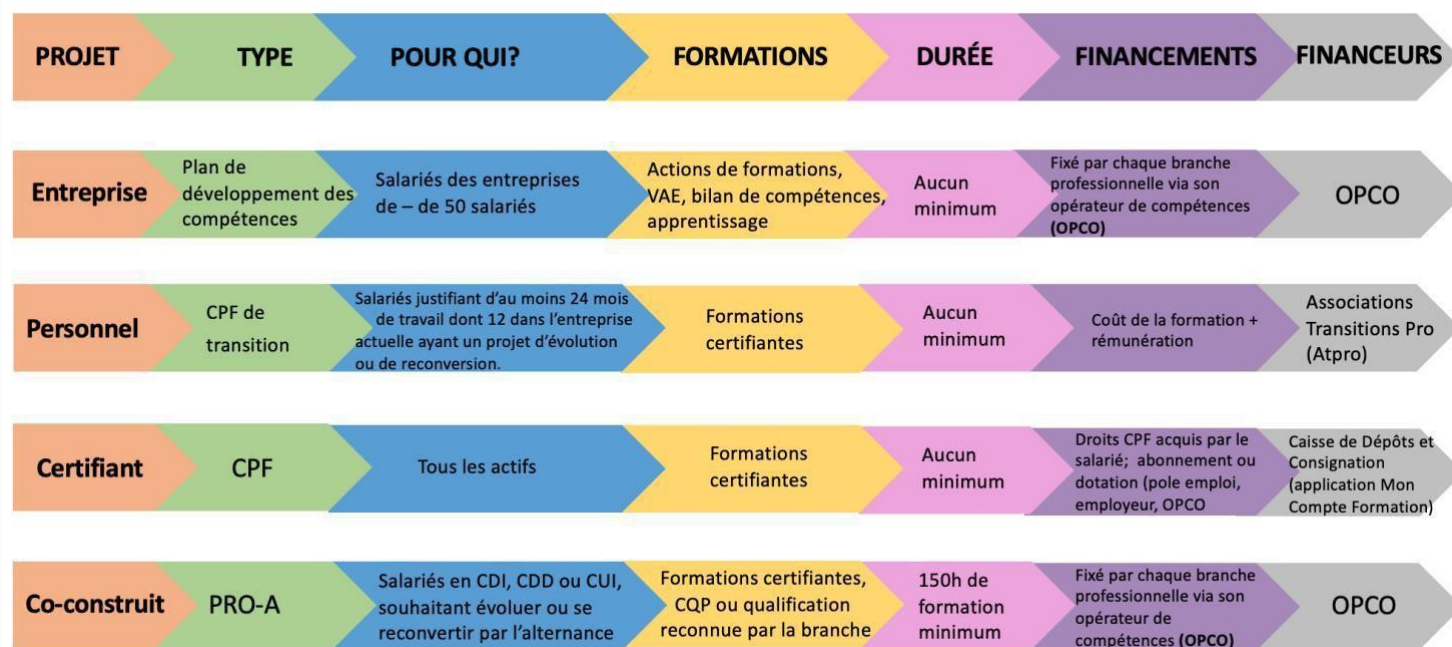 PROJET
TYPE
POUR QUI?
FORMATIONS
DURÉE
FINANCEMENTS
FINANCEURS
Entreprise
Plan de
développement des
compétences
Salariés des entreprises
de – de 50 salariés
Actions de formations,
VAE, bilan de compétences,
apprentissage
Aucun
minimum
Fixé par chaque branche
professionnelle via son
opérateur de compétences
(OPCO)
OPCO
Personnel
CPF de
transition
Salariés justifiant d’au moins 24 mois
de travail dont 12 dans l’entreprise
actuelle ayant un projet d’évolution
ou de reconversion.
Formations
certifiantes
Aucun
minimum
Coût de la formation +
rémunération
Associations
Transitions Pro
(Atpro)
Certifiant
CPF
Tous les actifs
Formations
certifiantes
Aucun
minimum
Droits CPF acquis par le
salarié; abonnement ou
dotation (pole emploi,
employeur, OPCO
Caisse de Dépôts et
Consignation
(application Mon
Compte Formation)
Co-construit
PRO-A
Salariés en CDI, CDD ou CUI,
souhaitant évoluer ou se
reconvertir par l’alternance
Formations certifiantes,
CQP ou qualification
reconnue par la branche
150h de
formation
minimum
Fixé par chaque branche
professionnelle via son
opérateur de
compétences (OPCO)
OPCO